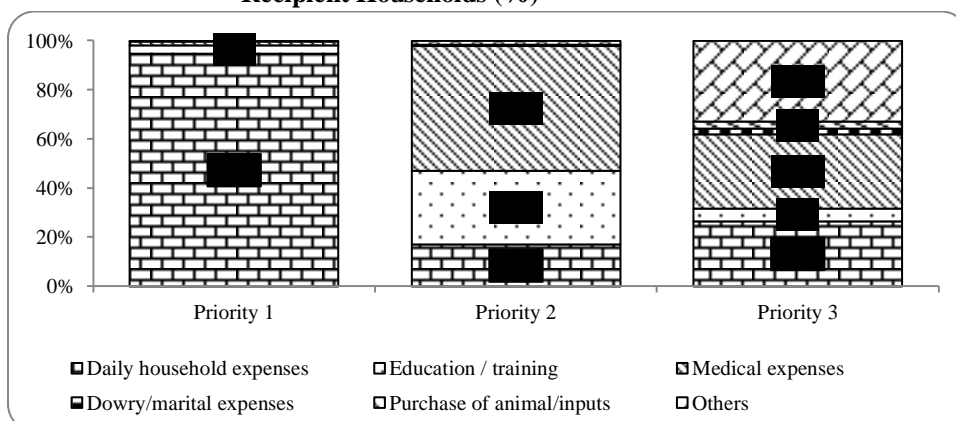 Recipient Households (%)
100%
80%
60%
40%
20%
0%
Priority 1 Priority 2 Priority 3
Daily household expenses Education / training Medical expenses
Dowry/marital expenses Purchase of animal/inputs Others